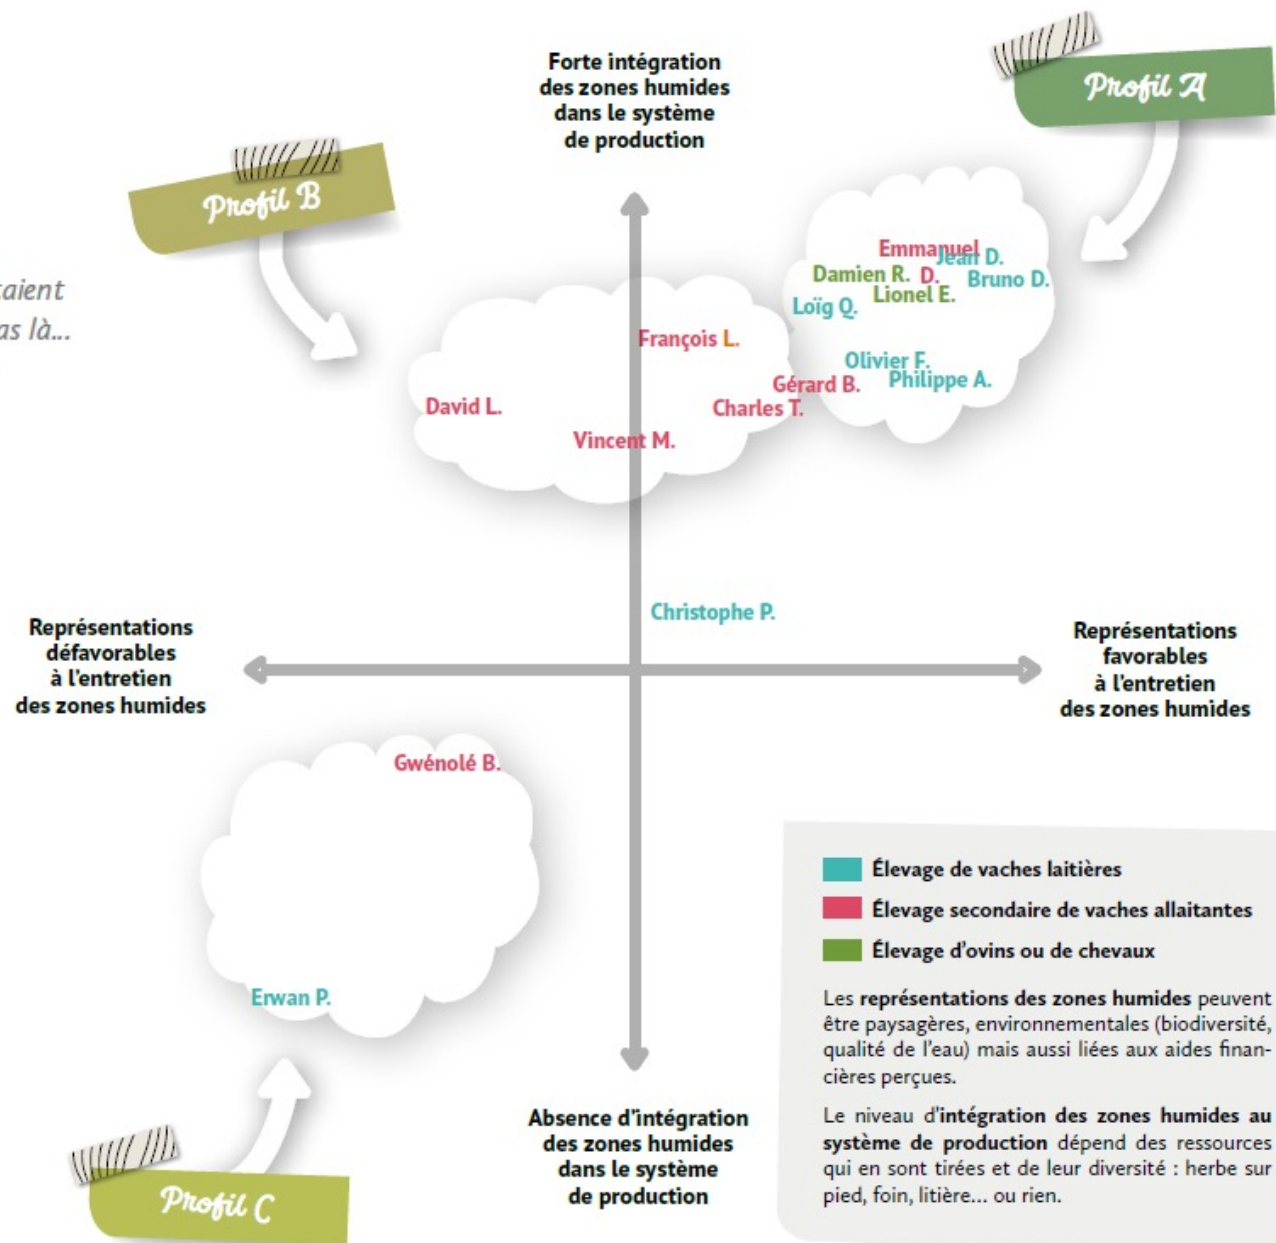 Forte intégration
des zones humides
dans le système
de production
Profil A
Profil B
Emmanuel
Jean D.
Damien R.
D.
Bruno D.
Lionel E.
Loïg Q.
as là...
François L.
Olivier F.
Philippe A.
Gérard B.
David L.
Charles T.
Vincent M.
Christophe P.
Représentations
défavorables
à l'entretien
des zones humides
Représentations
favorables
à l'entretien
des zones humides
Gwénolé B.
Erwan P.
Élevage de vaches laitières
Élevage secondaire de vaches allaitantes
Élevage d'ovins ou de chevaux
Les représentations des zones humides peuvent
être paysagères, environnementales (biodiversité,
qualité de l'eau) mais aussi liées aux aides finan-
cières perçues.
Le niveau d'intégration des zones humides au
système de production dépend des ressources
qui en sont tirées et de leur diversité : herbe sur
pied, foin, litière... ou rien.
Absence d'intégration
des zones humides
dans le système
de production
Profil C